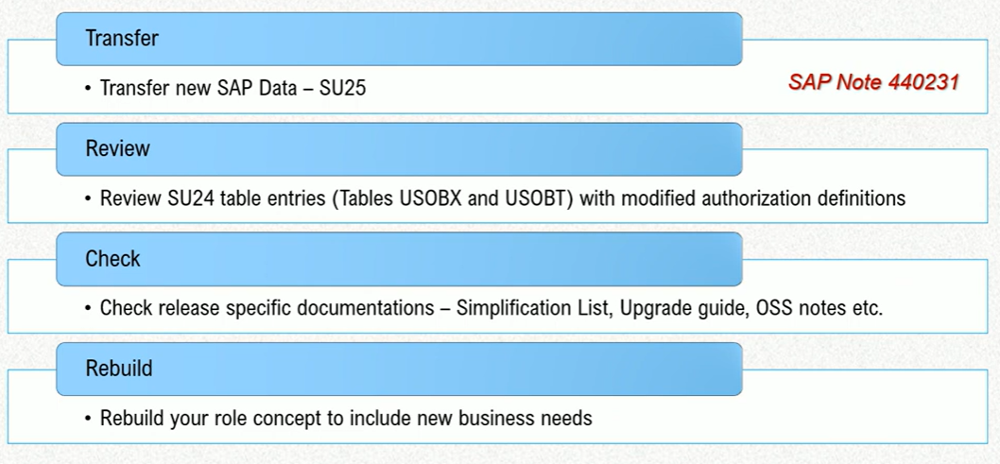 Transfer
• Transfer new SAP Data – SU25
SAP Note 440231
Review
• Review SU24 table entries (Tables USOBX and USOBT) with modified authorization definitions
Check
• Check release specific documentations – Simplification List, Upgrade guide, OSS notes etc.
Rebuild
• Rebuild your role concept to include new business needs